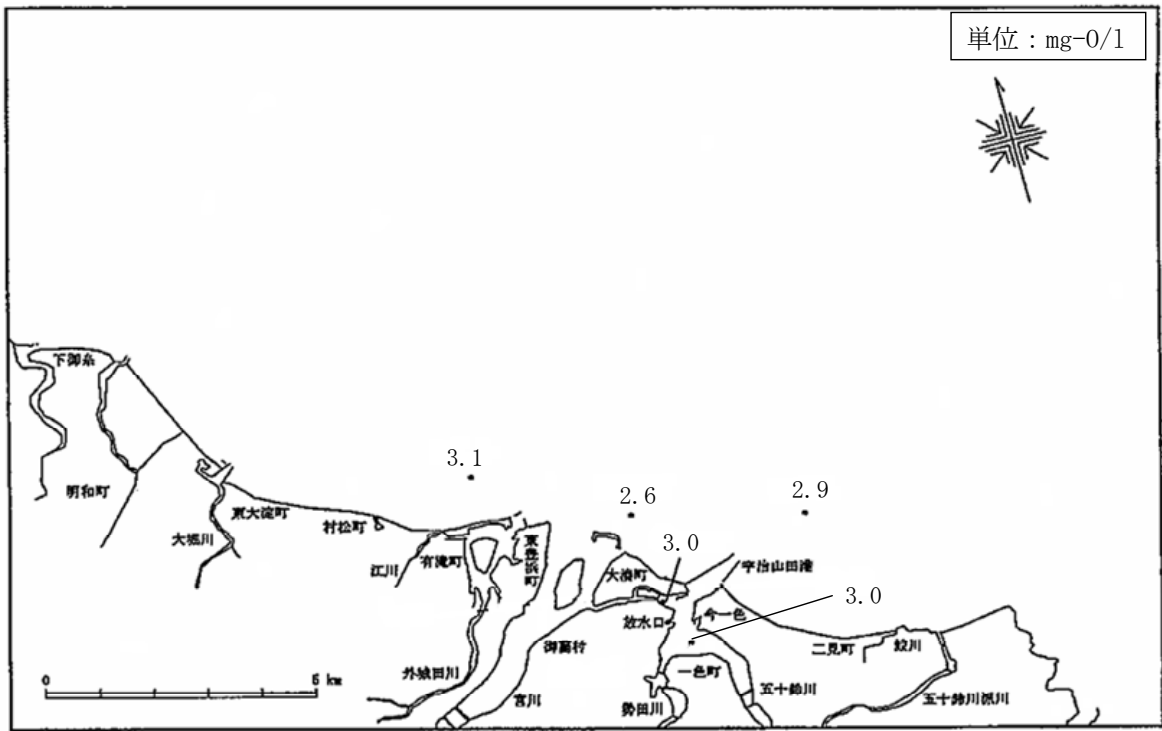 単位：mg-O/l
下御糸
明和町
大堀川
東大淀町
村松町
江川
有滝町
東豊浜町
外城田川
宮川
御薗村
大湊町
放水口
勢田川
一色町
今一色
宇治山田港
五十鈴川
二見町
鮫川
五十鈴川派川
3.1
2.6
2.9
3.0
3.0
0
6 km